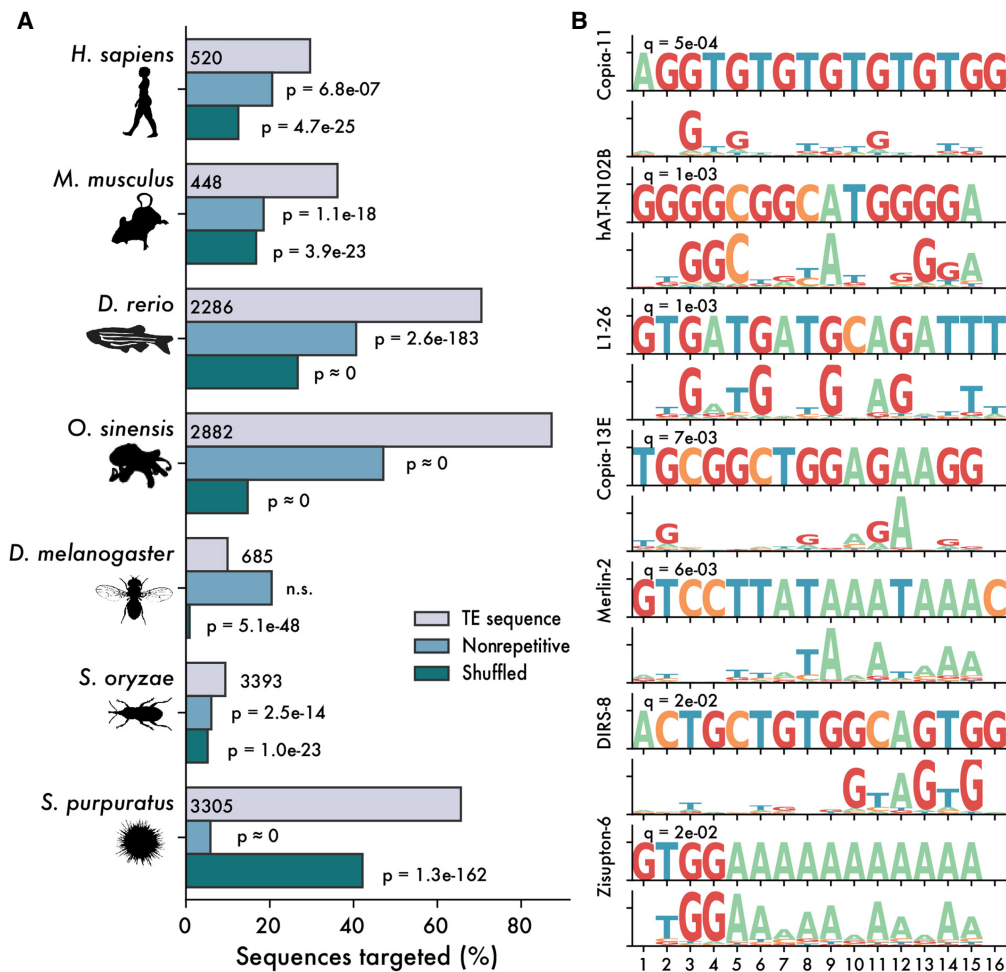 A
H. sapiens
520
p = 6.8e-07
p = 4.7e-25
M. musculus
448
p = 1.1e-18
p = 3.9e-23
D. rerio
2286
p = 2.6e-183
p ≈ 0
O. sinensis
2882
p ≈ 0
p ≈ 0
D. melanogaster
685
n.s.
p = 5.1e-48
S. oryzae
3393
p = 2.5e-14
p = 1.0e-23
S. purpuratus
3305
p ≈ 0
p = 1.3e-162
TE sequence
Nonrepetitive
Shuffled
0 20 40 60 80
Sequences targeted (%)
B
Copia-11
q = 5e-04
AGGTGTGTGTGTGTGG
hAT-N102B
q = 1e-03
GGGGCGGCATGGGGA
L1-26
q = 1e-03
GTGATGATGCAGATTT
Copia-13E
q = 7e-03
TGCGGCTGGAGAAGG
Merlin-2
q = 6e-03
GTCCTTATAAATAAAC
DIRS-8
q = 2e-02
ACTGCTGTGGCAGTGG
Zisupton-6
q = 2e-02
GTGGAAAAAAAAAAA
1 2 3 4 5 6 7 8 9 10 11 12 13 14 15 16